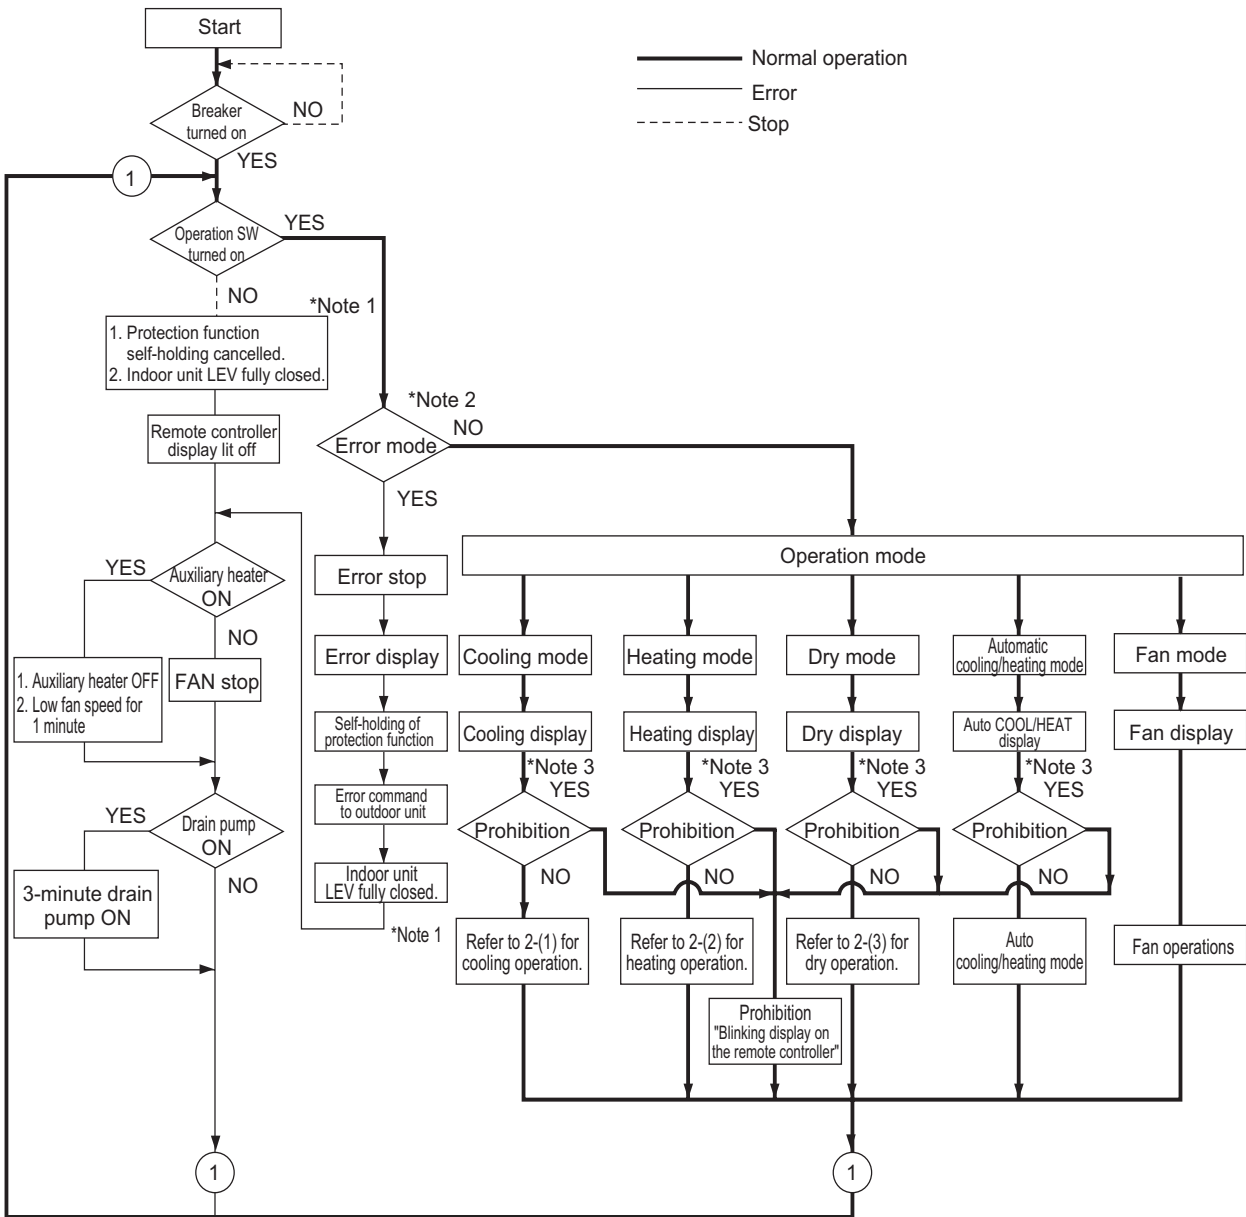 Start
Normal operation
Error
Stop
Breaker
turned on
NO
YES
1
Operation SW
turned on
YES
NO
*Note 1
1. Protection function
self-holding cancelled.
2. Indoor unit LEV fully closed.
Remote controller
display lit off
*Note 2
Error mode
NO
YES
Auxiliary heater
ON
YES
NO
1. Auxiliary heater OFF
2. Low fan speed for
1 minute
FAN stop
Drain pump
ON
YES
NO
3-minute drain
pump ON
1
Error stop
Error display
Self-holding of
protection function
Error command
to outdoor unit
Indoor unit
LEV fully closed.
*Note 1
Operation mode
Cooling mode
Heating mode
Dry mode
Automatic
cooling/heating mode
Fan mode
Cooling display
Heating display
Dry display
Auto COOL/HEAT
display
Fan display
*Note 3
YES
*Note 3
YES
*Note 3
YES
*Note 3
YES
Prohibition
Prohibition
Prohibition
Prohibition
NO
NO
NO
NO
Refer to 2-(1) for
cooling operation.
Refer to 2-(2) for
heating operation.
Refer to 2-(3) for
dry operation.
Auto
cooling/heating mode
Fan operations
Prohibition
"Blinking display on
the remote controller"
1